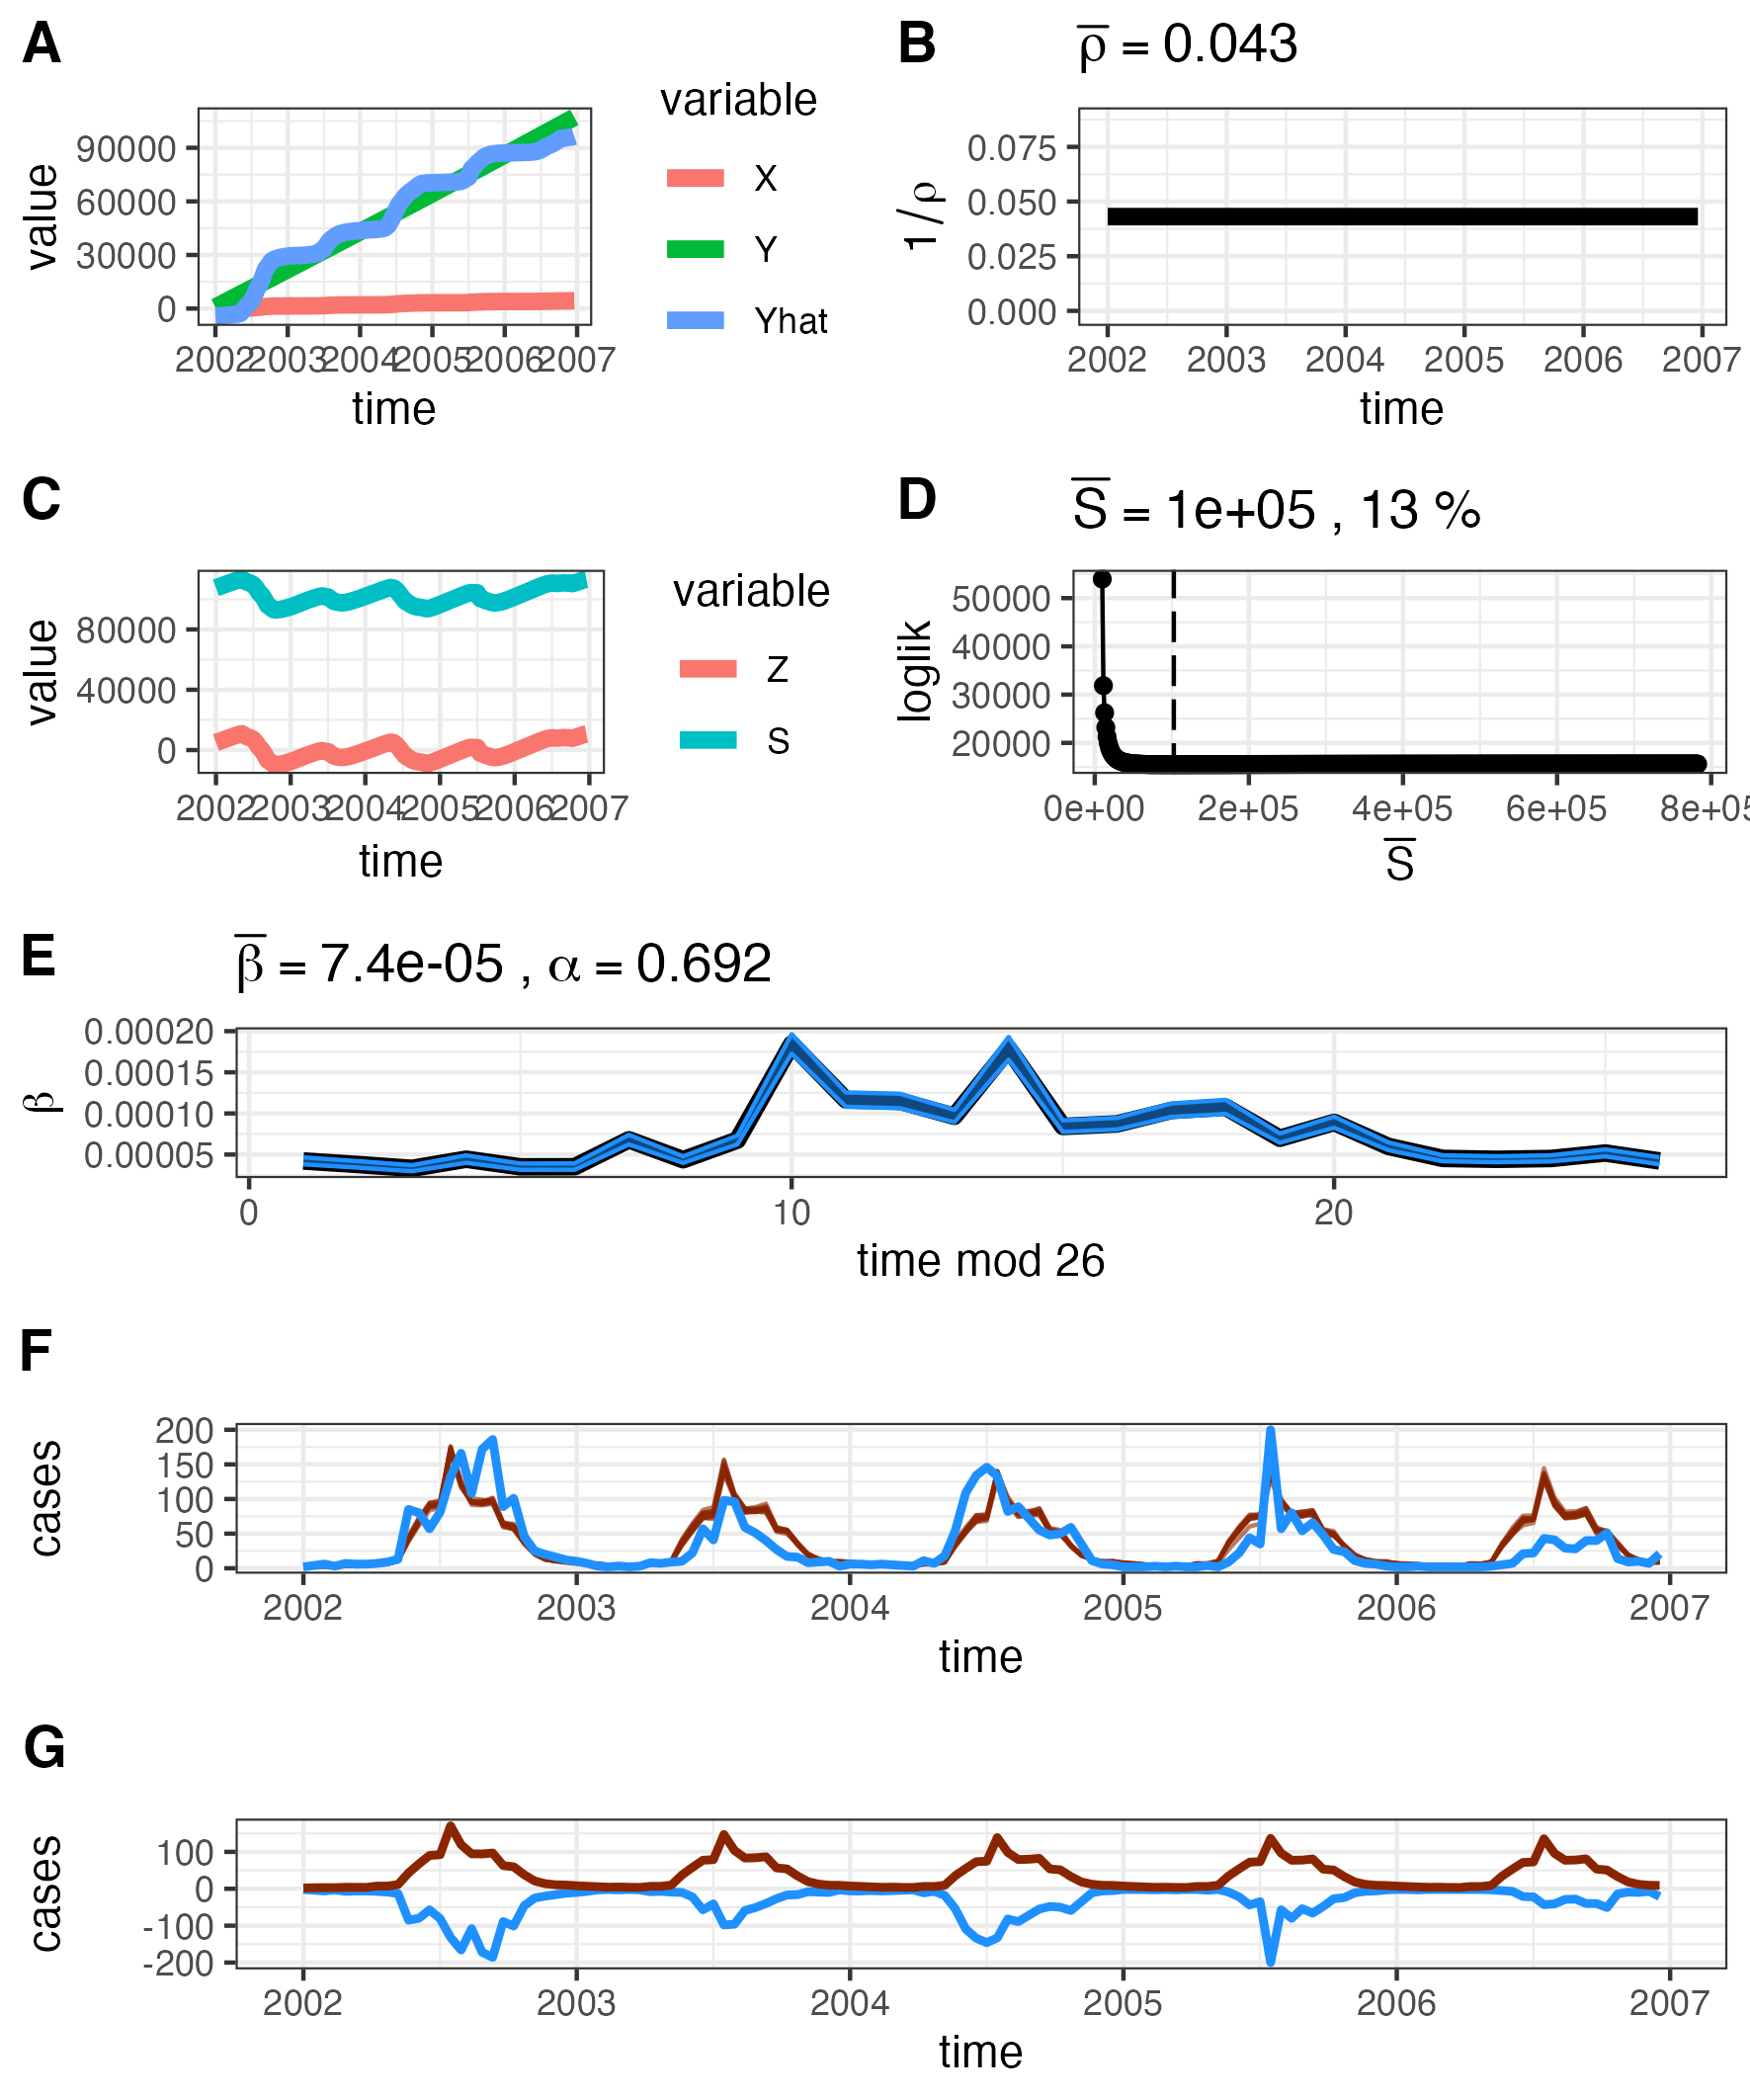 A
variable
value
90000
60000
30000
0
X
Y
Yhat
2002 2003 2004 2005 2006 2007
time
B
ρ̅ = 0.043
1/ρ
0.075
0.050
0.025
0.000
2002 2003 2004 2005 2006 2007
time
C
variable
value
80000
40000
0
Z
S
2002 2003 2004 2005 2006 2007
time
D
S̅ = 1e+05 , 13 %
loglik
50000
40000
30000
20000
0e+00 2e+05 4e+05 6e+05 8e+05
S̅
E
β̅ = 7.4e-05 , α = 0.692
β
0.00020
0.00015
0.00010
0.00005
0 10 20
time mod 26
F
cases
200
150
100
50
0
2002 2003 2004 2005 2006 2007
time
G
cases
100
0
-100
-200
2002 2003 2004 2005 2006 2007
time